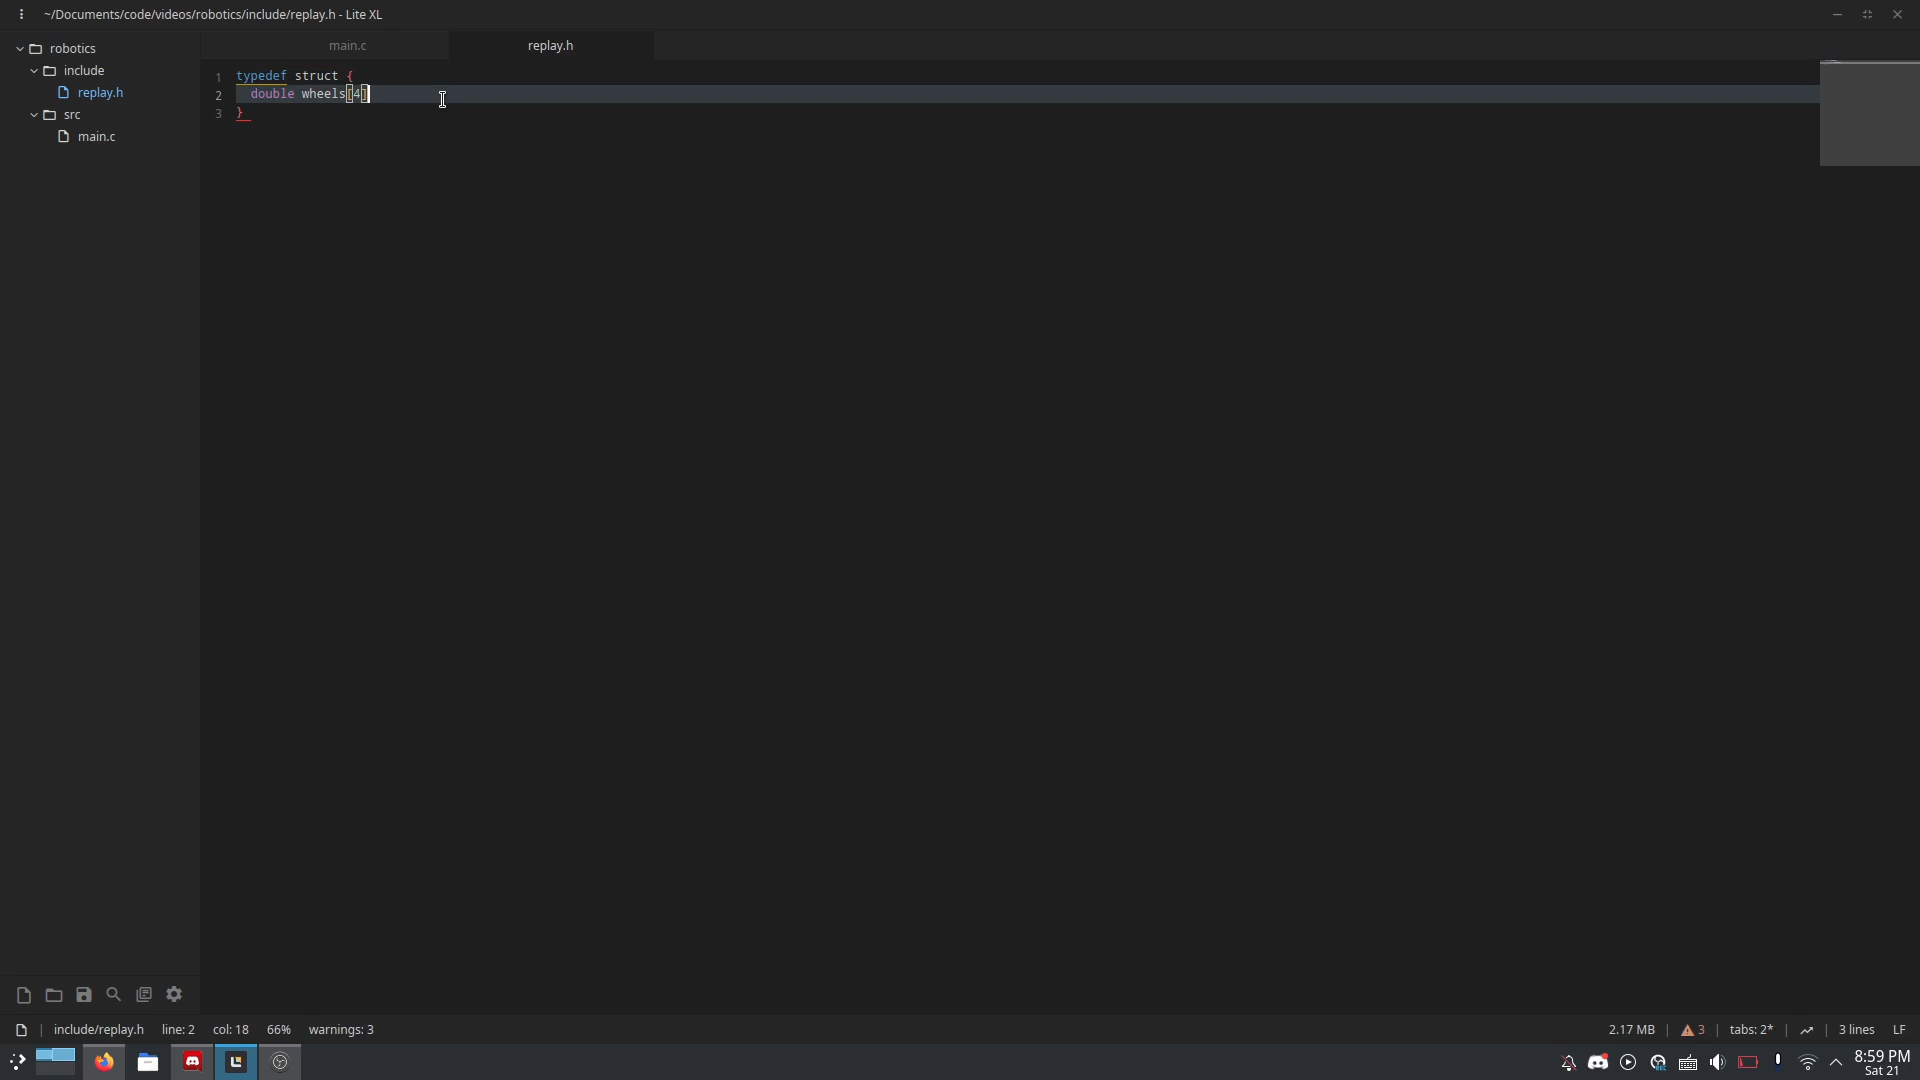 ~/Documents/code/videos/robotics/include/replay.h - Lite XL
robotics
include
replay.h
src
main.c
main.c
replay.h
1 typedef struct {
2 double wheels[4]
3 }
include/replay.h line: 2 col: 18 66% warnings: 3
2.17 MB 3 tabs: 2* 3 lines LF
8:59 PM
Sat 21